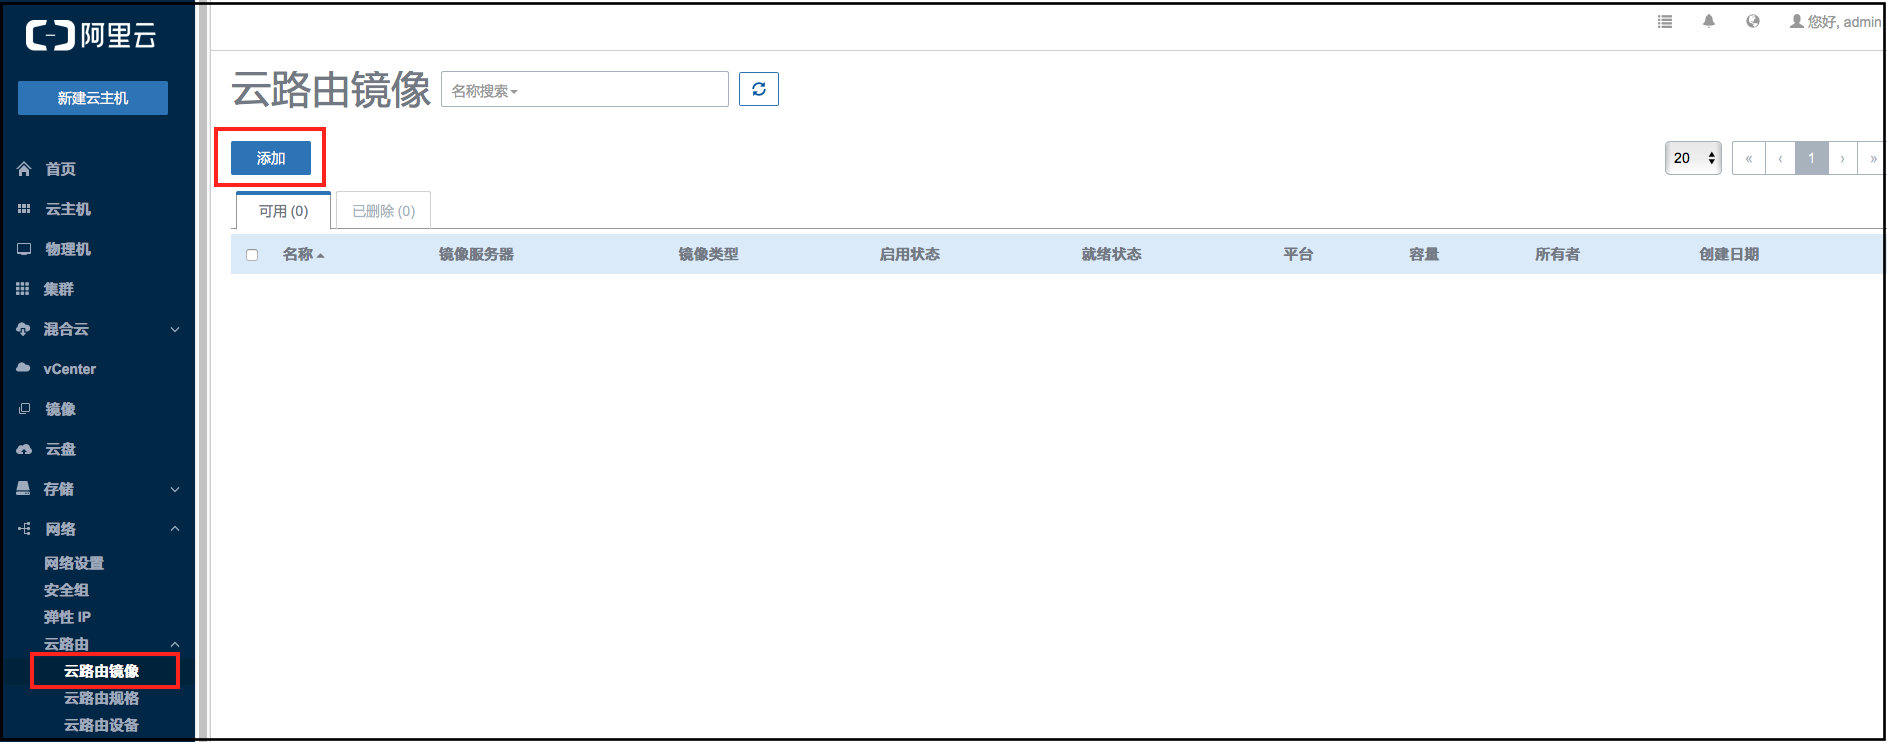 阿里云
新建云主机
首页
云主机
物理机
集群
混合云
vCenter
镜像
云盘
存储
网络
网络设置
安全组
弹性 IP
云路由
云路由镜像
云路由规格
云路由设备
您好, admin
云路由镜像 名称搜索
添加
20 « ‹ 1 › »
可用 (0) 已删除 (0)
名称 镜像服务器 镜像类型 启用状态 就绪状态 平台 容量 所有者 创建日期